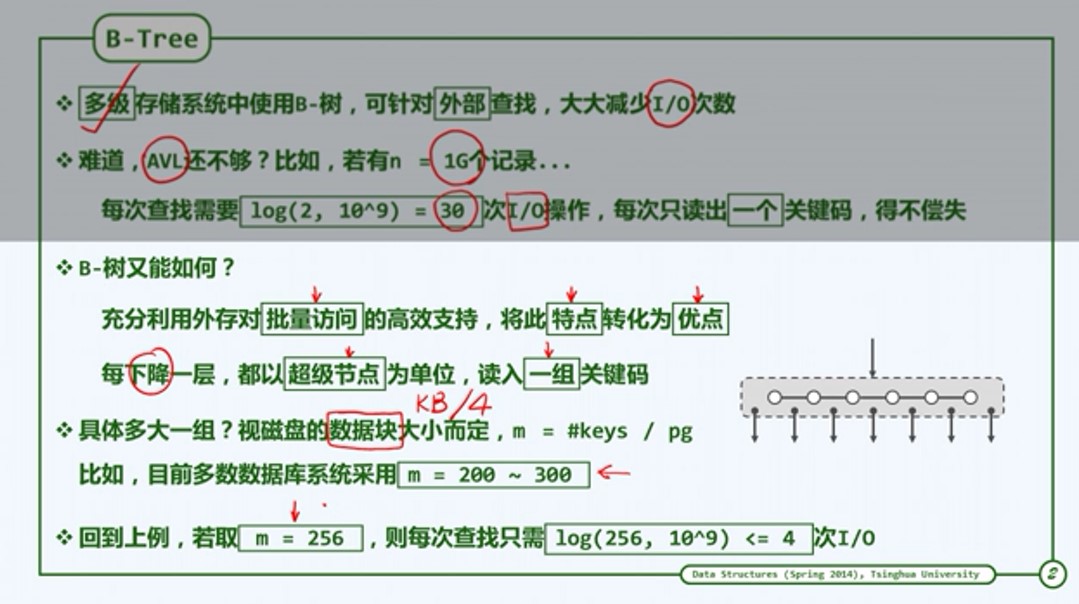 B-Tree
❖ 多级存储系统中使用B-树，可针对外部查找，大大减少I/O次数
❖ 难道，AVL还不够？比如，若有n = 1G个记录...
每次查找需要 log(2, 10^9) = 30 次I/O操作，每次只读出一个关键码，得不偿失
❖ B-树又能如何？
充分利用外存对批量访问的高效支持，将此特点转化为优点
每下降一层，都以超级节点为单位，读入一组关键码
KB/4
❖ 具体多大一组？视磁盘的数据块大小而定，m = #keys / pg
比如，目前多数数据库系统采用 m = 200 ~ 300
❖ 回到上例，若取 m = 256 ，则每次查找只需 log(256, 10^9) <= 4 次I/O
Data Structures (Spring 2014), Tsinghua University
2